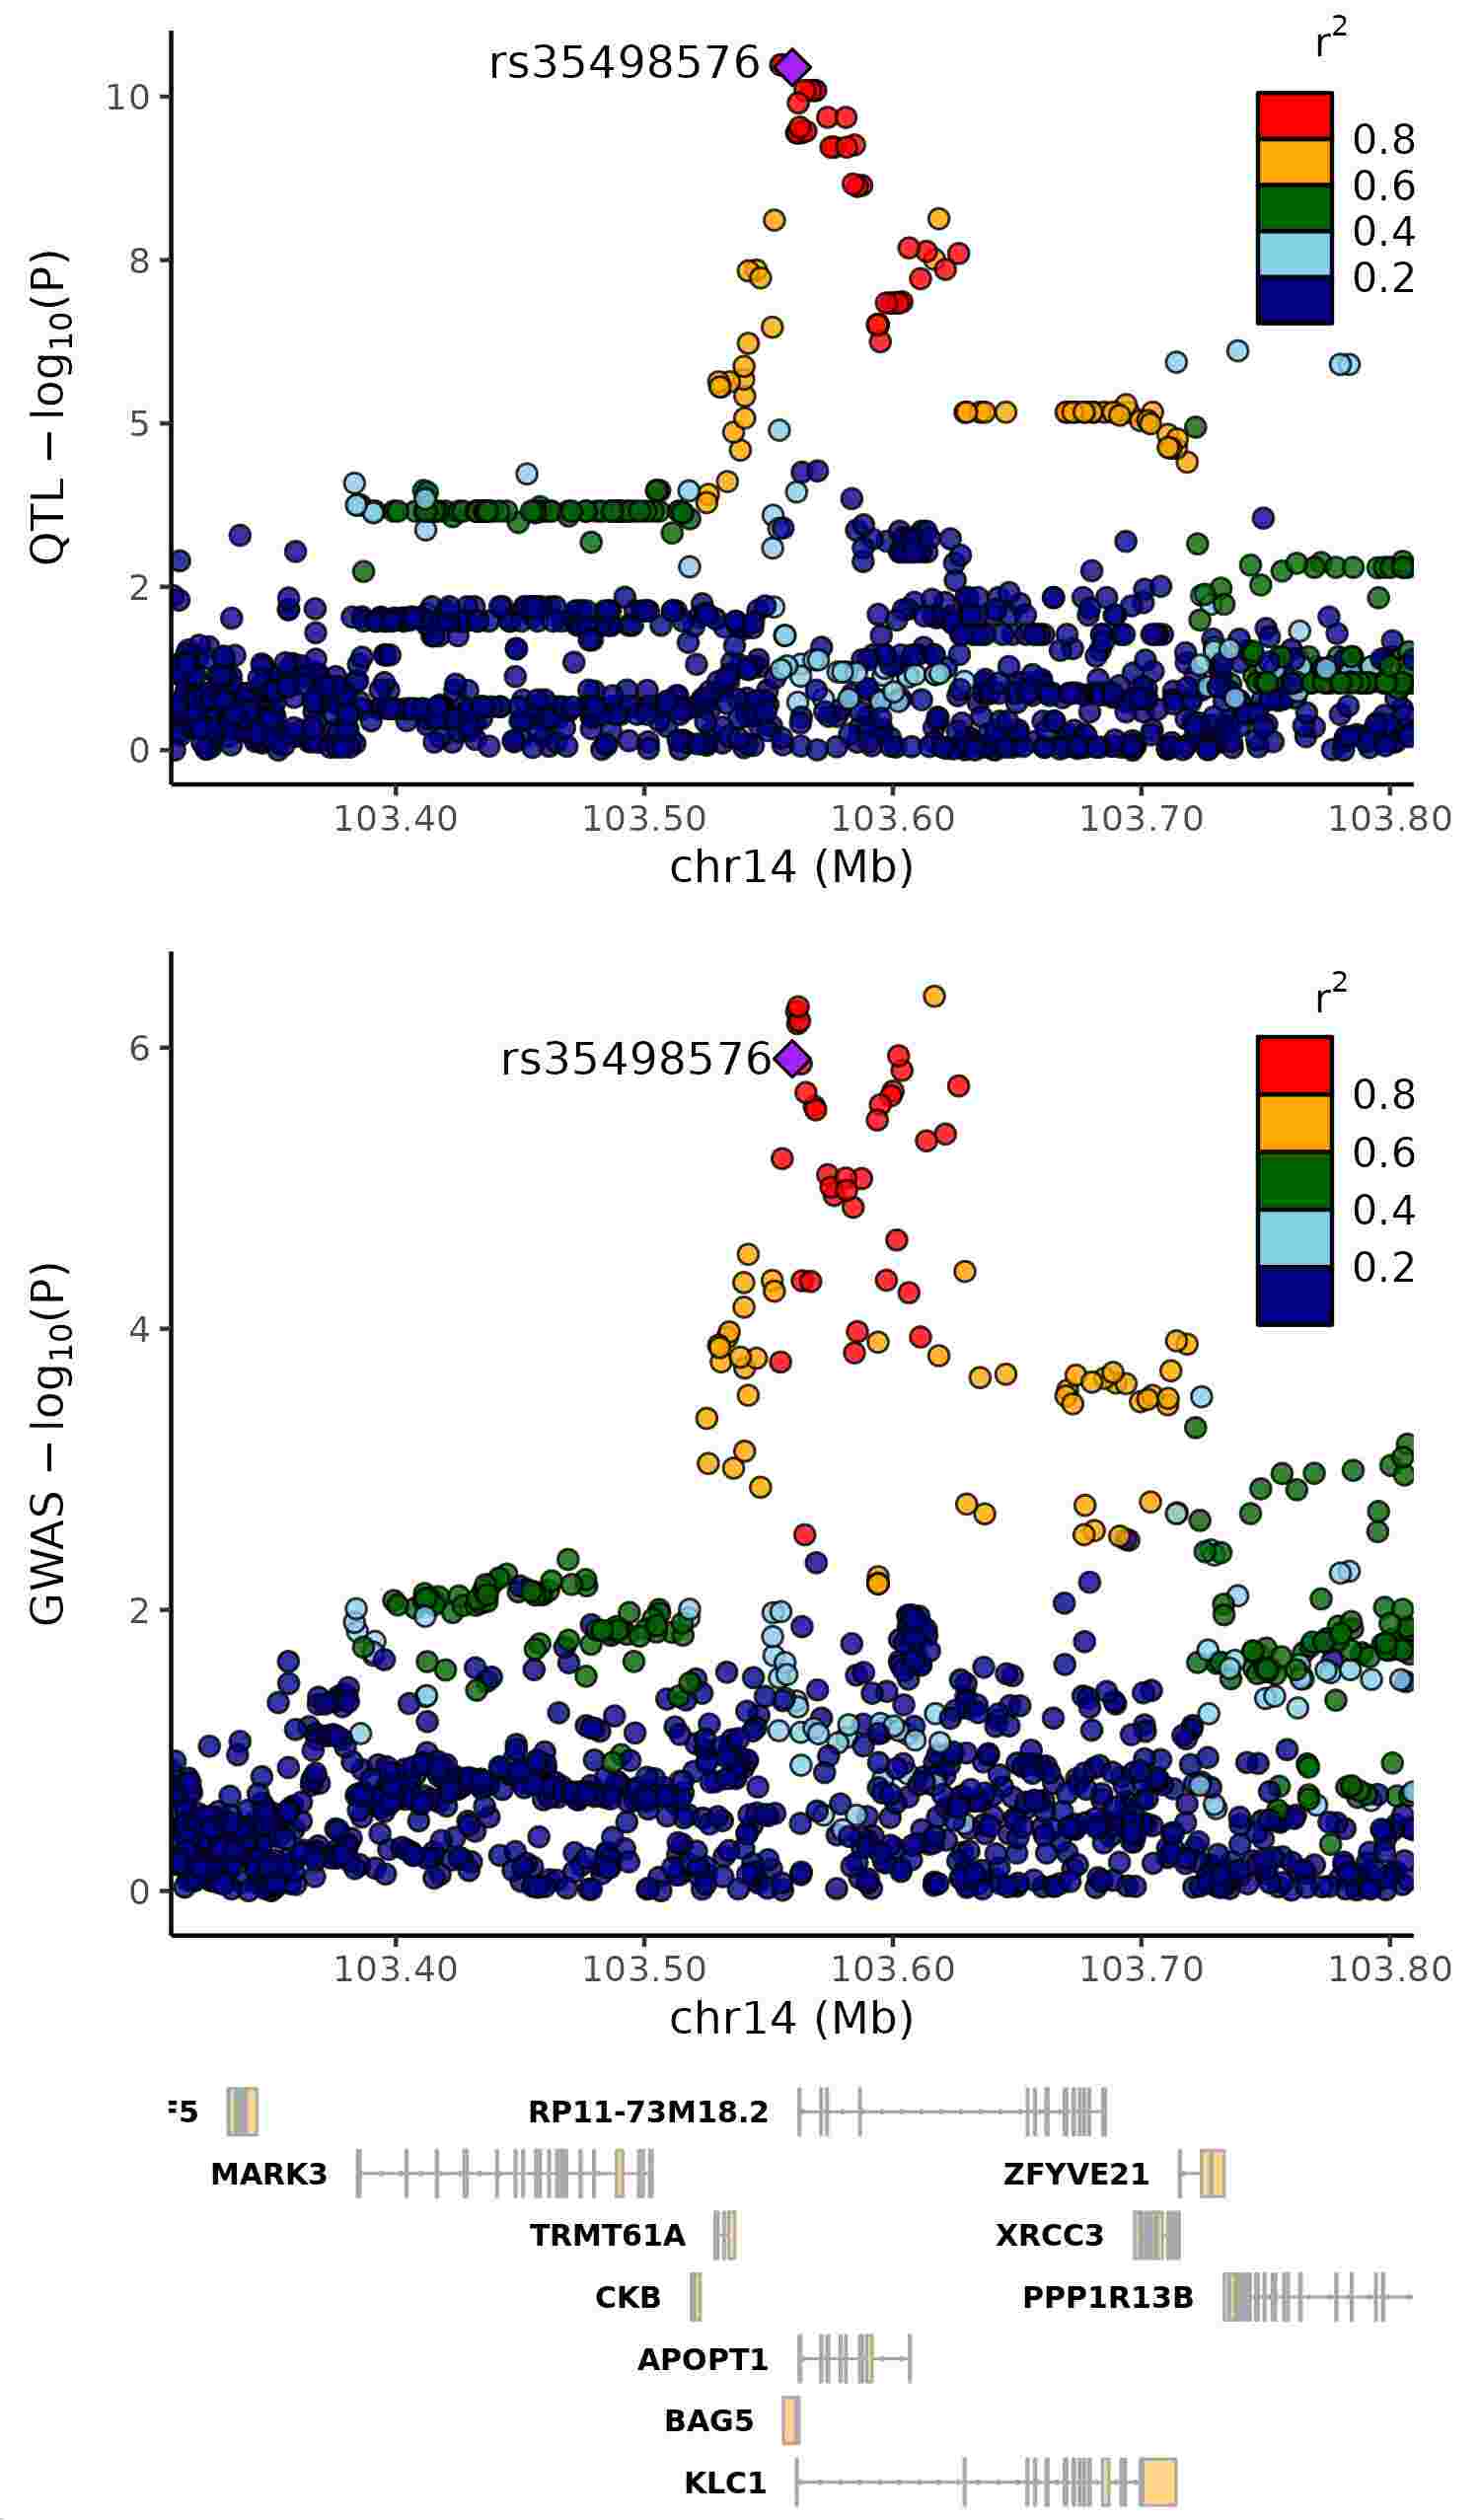 r²
rs35498576
0.8
0.6
0.4
0.2
10
8
5
2
0
QTL − log₁₀(P)
103.40 103.50 103.60 103.70 103.80
chr14 (Mb)
r²
rs35498576
0.8
0.6
0.4
0.2
6
4
2
0
GWAS − log₁₀(P)
103.40 103.50 103.60 103.70 103.80
chr14 (Mb)
F5 RP11-73M18.2
MARK3 ZFYVE21
TRMT61A XRCC3
CKB PPP1R13B
APOPT1
BAG5
KLC1